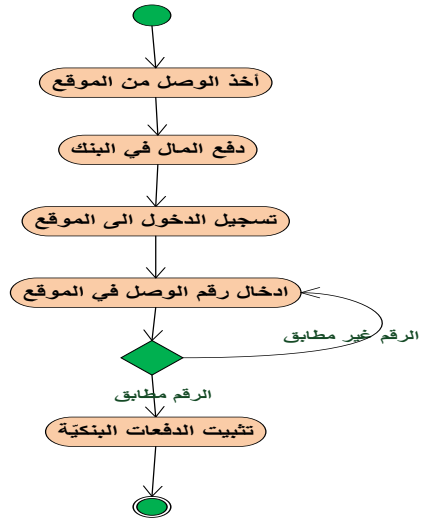 أخذ الوصل من الموقع
دفع المال في البنك
تسجيل الدخول الى الموقع
ادخال رقم الوصل في الموقع
الرقم غير مطابق
الرقم مطابق
تثبيت الدفعات البنكيّة